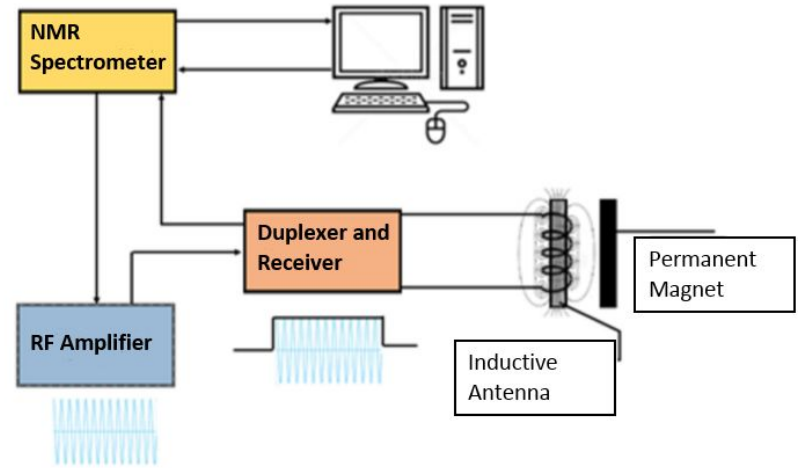 NMR
Spectrometer
Duplexer and
Receiver
Permanent
Magnet
RF Amplifier
Inductive
Antenna